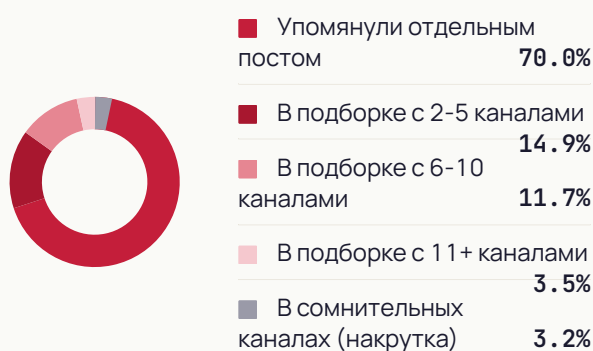 Упомянули отдельным
постом 70.0%
В подборке с 2-5 каналами
14.9%
В подборке с 6-10
каналами 11.7%
В подборке с 11+ каналами
3.5%
В сомнительных
каналах (накрутка) 3.2%